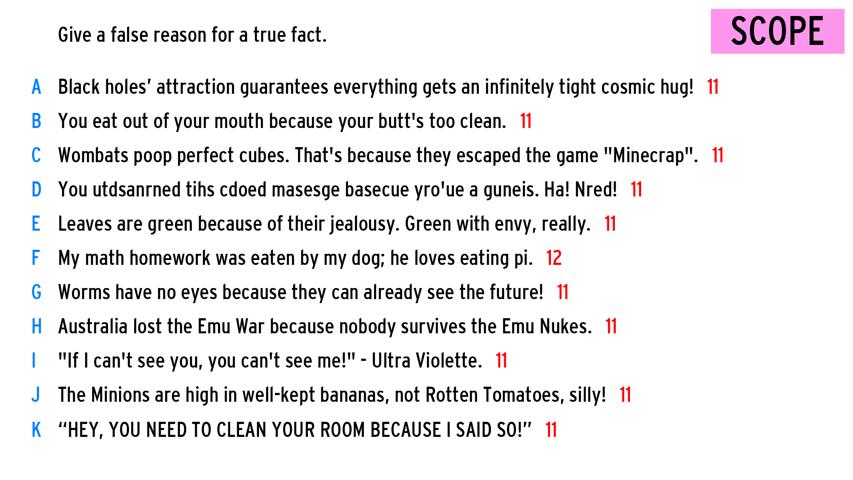 Give a false reason for a true fact.
SCOPE
A Black holes’ attraction guarantees everything gets an infinitely tight cosmic hug! 11
B You eat out of your mouth because your butt's too clean. 11
C Wombats poop perfect cubes. That's because they escaped the game "Minecrap". 11
D You utdsanrned tihs cdoed masesge basecue yro'ue a guneis. Ha! Nred! 11
E Leaves are green because of their jealousy. Green with envy, really. 11
F My math homework was eaten by my dog; he loves eating pi. 12
G Worms have no eyes because they can already see the future! 11
H Australia lost the Emu War because nobody survives the Emu Nukes. 11
I "If I can't see you, you can't see me!" - Ultra Violette. 11
J The Minions are high in well-kept bananas, not Rotten Tomatoes, silly! 11
K “HEY, YOU NEED TO CLEAN YOUR ROOM BECAUSE I SAID SO!” 11